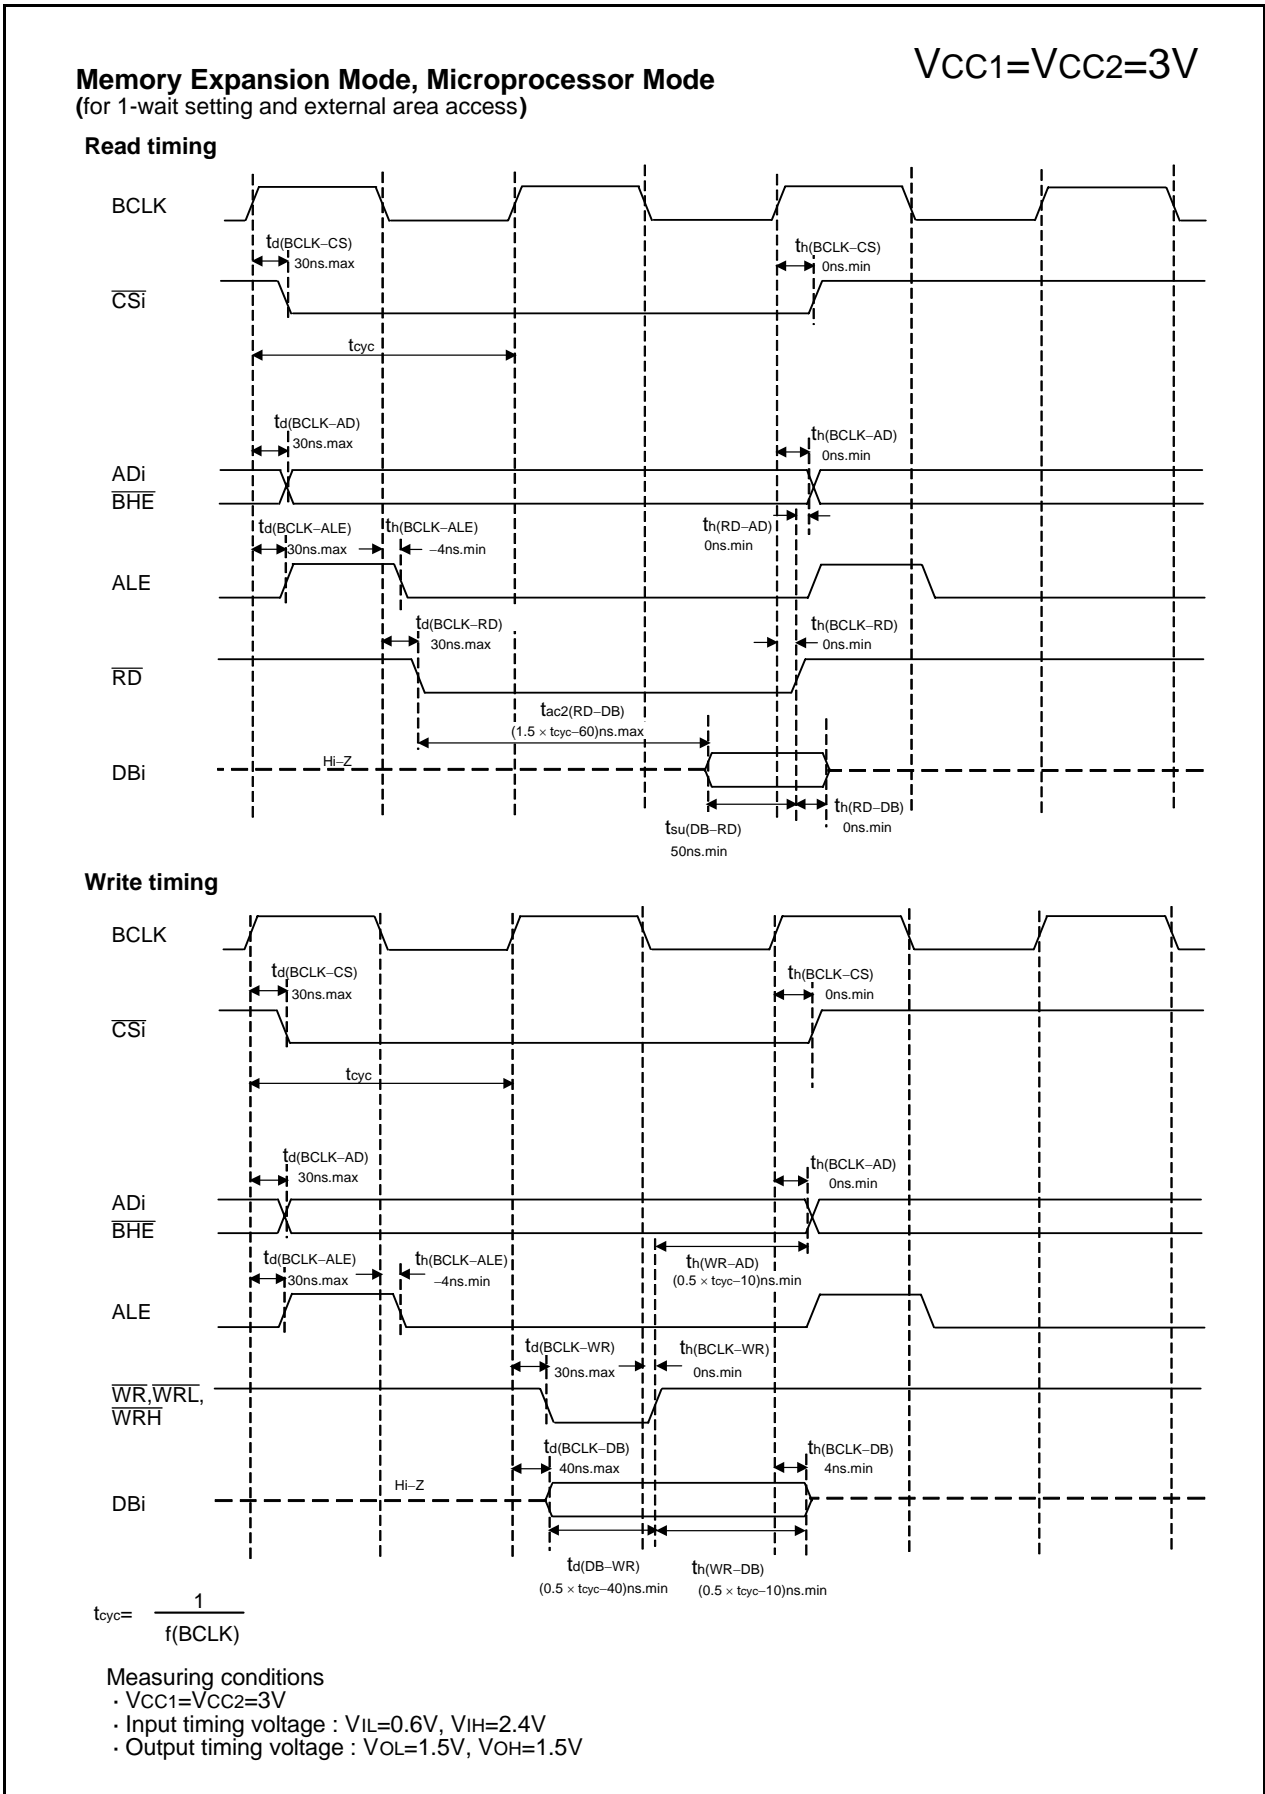 VCC1=VCC2=3V
Memory Expansion Mode, Microprocessor Mode
(for 1-wait setting and external area access)
Read timing
BCLK
td(BCLK–CS)
30ns.max
th(BCLK–CS)
0ns.min
CSi
tcyc
td(BCLK–AD)
30ns.max
th(BCLK–AD)
0ns.min
ADi
BHE
td(BCLK–ALE)
30ns.max
th(BCLK–ALE)
–4ns.min
th(RD–AD)
0ns.min
ALE
td(BCLK–RD)
30ns.max
th(BCLK–RD)
0ns.min
RD
tac2(RD–DB)
(1.5 × tcyc–60)ns.max
Hi–Z
DBi
tsu(DB–RD)
50ns.min
th(RD–DB)
0ns.min
Write timing
BCLK
td(BCLK–CS)
30ns.max
th(BCLK–CS)
0ns.min
CSi
tcyc
td(BCLK–AD)
30ns.max
th(BCLK–AD)
0ns.min
ADi
BHE
td(BCLK–ALE)
30ns.max
th(BCLK–ALE)
–4ns.min
th(WR–AD)
(0.5 × tcyc–10)ns.min
ALE
td(BCLK–WR)
30ns.max
th(BCLK–WR)
0ns.min
WR,WRL,
WRH
td(BCLK–DB)
40ns.max
th(BCLK–DB)
4ns.min
Hi–Z
DBi
td(DB–WR)
(0.5 × tcyc–40)ns.min
th(WR–DB)
(0.5 × tcyc–10)ns.min
tcyc= 1
f(BCLK)
Measuring conditions
· VCC1=VCC2=3V
· Input timing voltage : VIL=0.6V, VIH=2.4V
· Output timing voltage : VOL=1.5V, VOH=1.5V